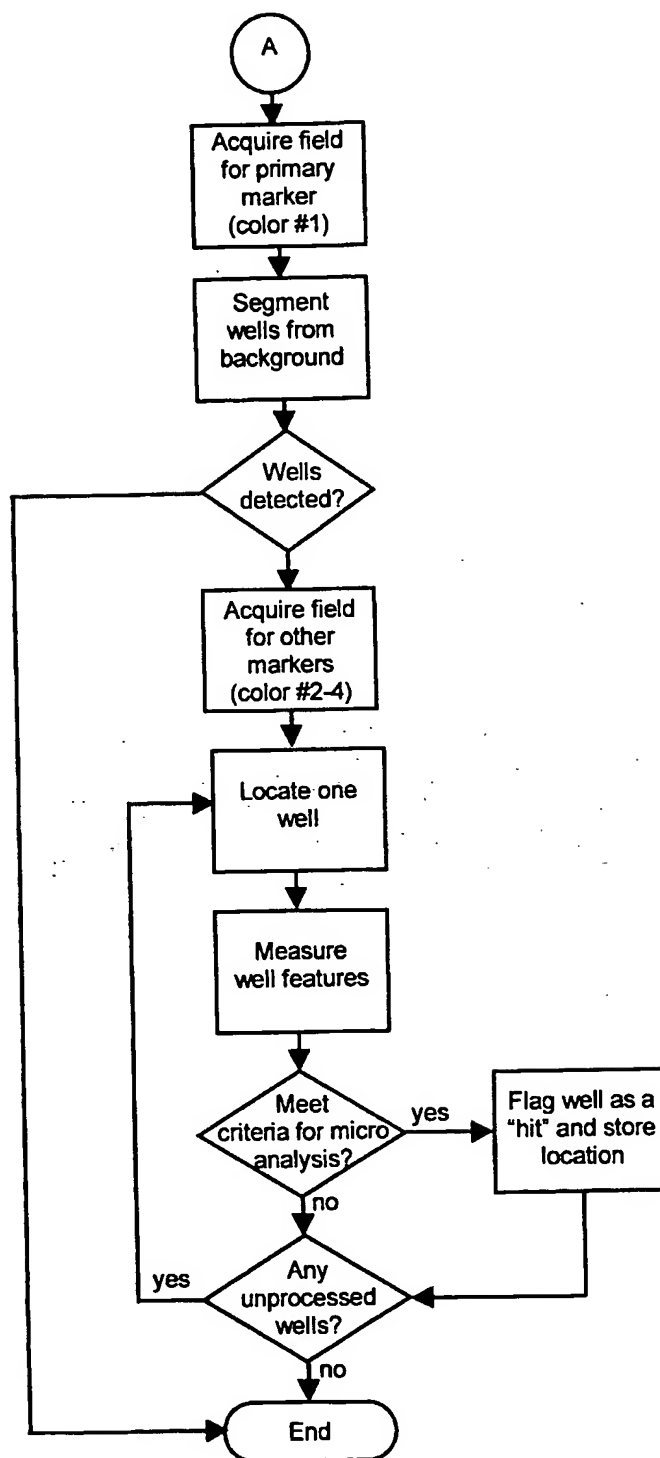 A
Acquire field
for primary
marker
(color #1)
Segment
wells from
background
Wells
detected?
Acquire field
for other
markers
(color #2-4)
Locate one
well
Measure
well features
Meet
criteria for micro
analysis?
yes
Flag well as a
"hit" and store
location
no
yes
Any
unprocessed
wells?
no
End